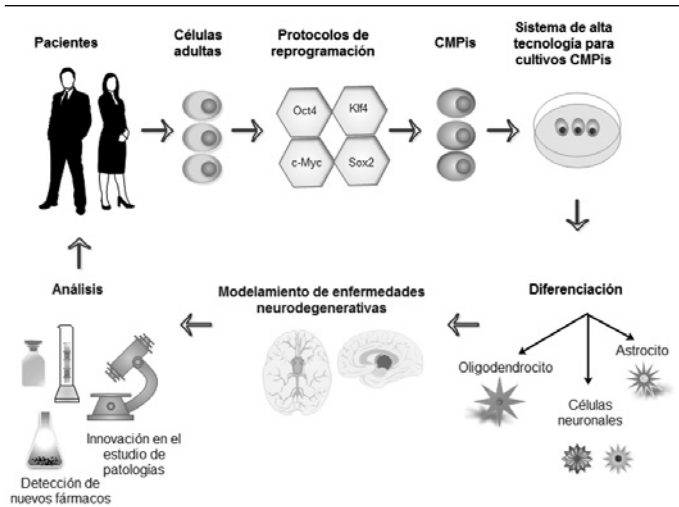 Pacientes
Células
adultas
Protocolos de
reprogramación
CMPis
Sistema de alta
tecnología para
cultivos CMPis
Oct4
Klf4
c-Myc
Sox2
Análisis
Modelamiento de enfermedades
neurodegenerativas
Diferenciación
Oligodendrocito
Astrocito
Células
neuronales
Innovación en el
estudio de
patologías
Detección de
nuevos fármacos